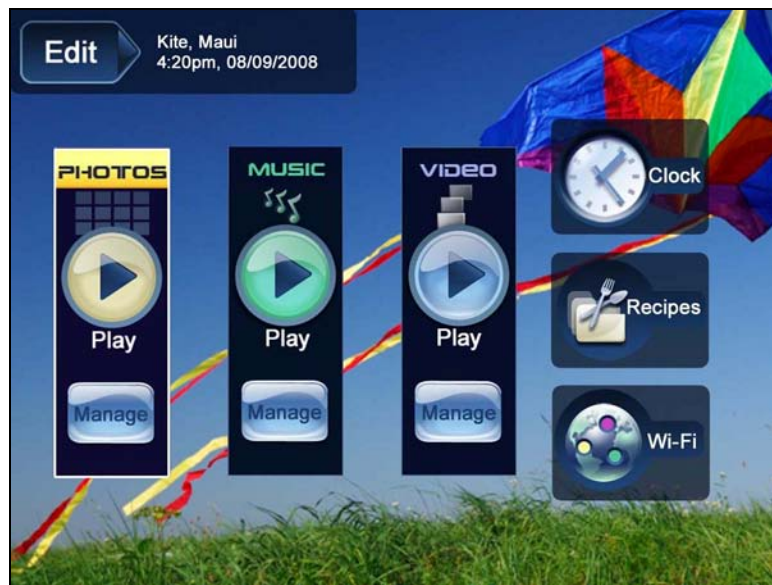 Edit
Kite, Maui
4:20pm, 08/09/2008
PHOTOS
Play
Manage
MUSIC
Play
Manage
VIDEO
Play
Manage
Clock
Recipes
Wi-Fi